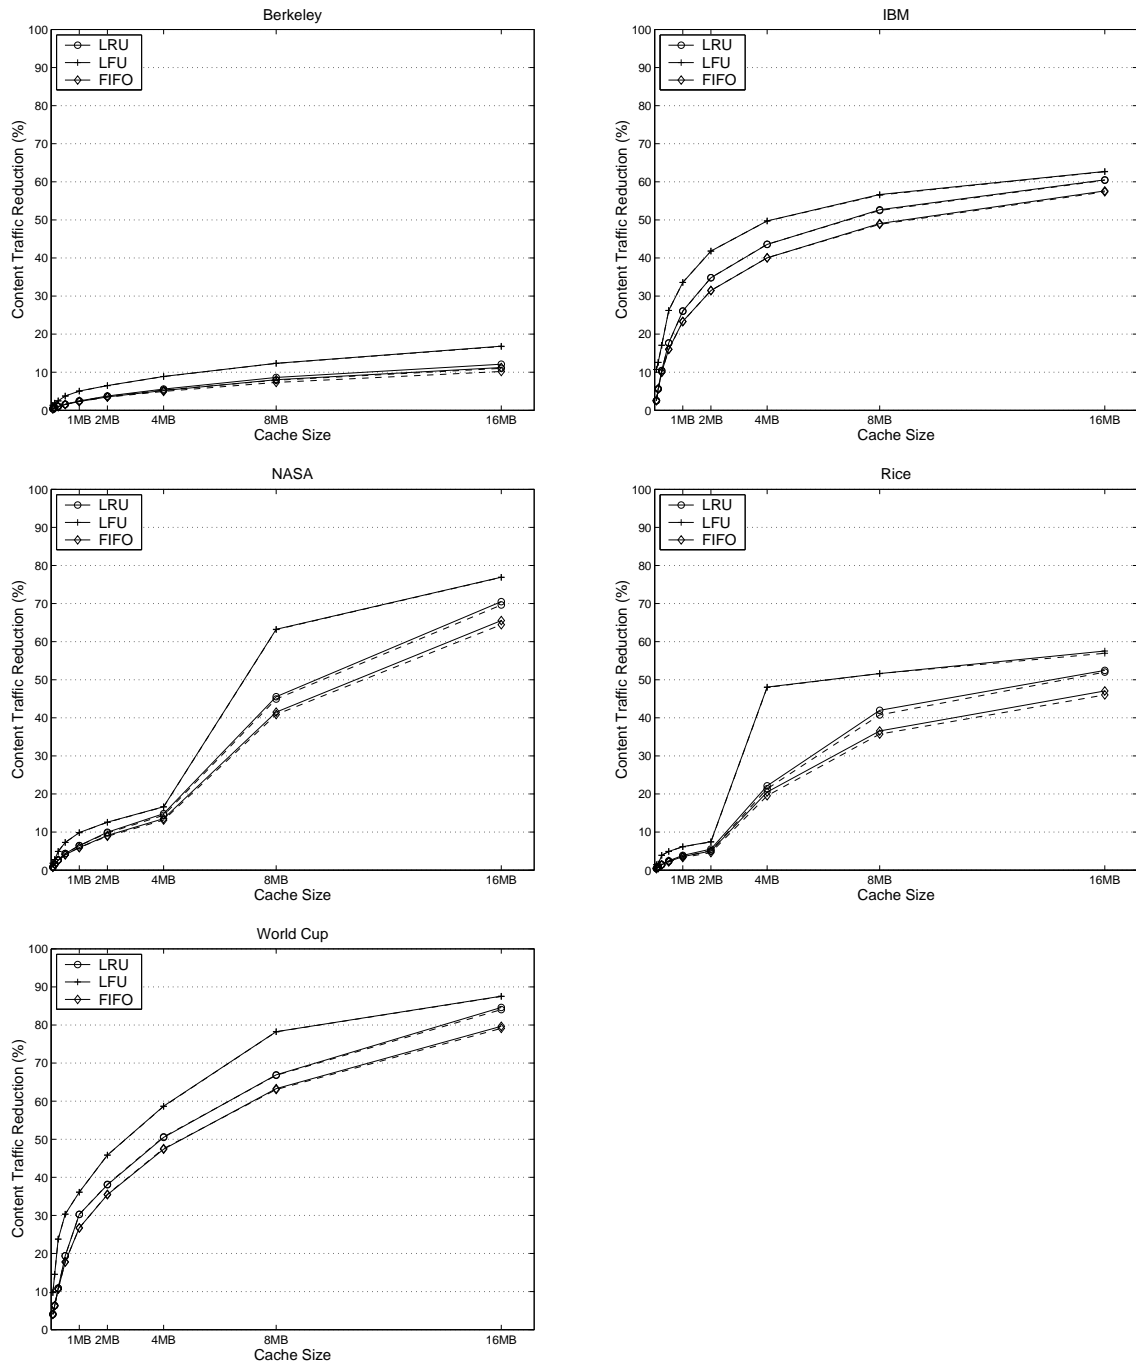 Berkeley
100
90
80
70
60
50
40
30
20
10
0
LRU
LFU
FIFO
Content Traffic Reduction (%)
1MB 2MB 4MB 8MB 16MB
Cache Size
IBM
100
90
80
70
60
50
40
30
20
10
0
LRU
LFU
FIFO
Content Traffic Reduction (%)
1MB 2MB 4MB 8MB 16MB
Cache Size
NASA
100
90
80
70
60
50
40
30
20
10
0
LRU
LFU
FIFO
Content Traffic Reduction (%)
1MB 2MB 4MB 8MB 16MB
Cache Size
Rice
100
90
80
70
60
50
40
30
20
10
0
LRU
LFU
FIFO
Content Traffic Reduction (%)
1MB 2MB 4MB 8MB 16MB
Cache Size
World Cup
100
90
80
70
60
50
40
30
20
10
0
LRU
LFU
FIFO
Content Traffic Reduction (%)
1MB 2MB 4MB 8MB 16MB
Cache Size